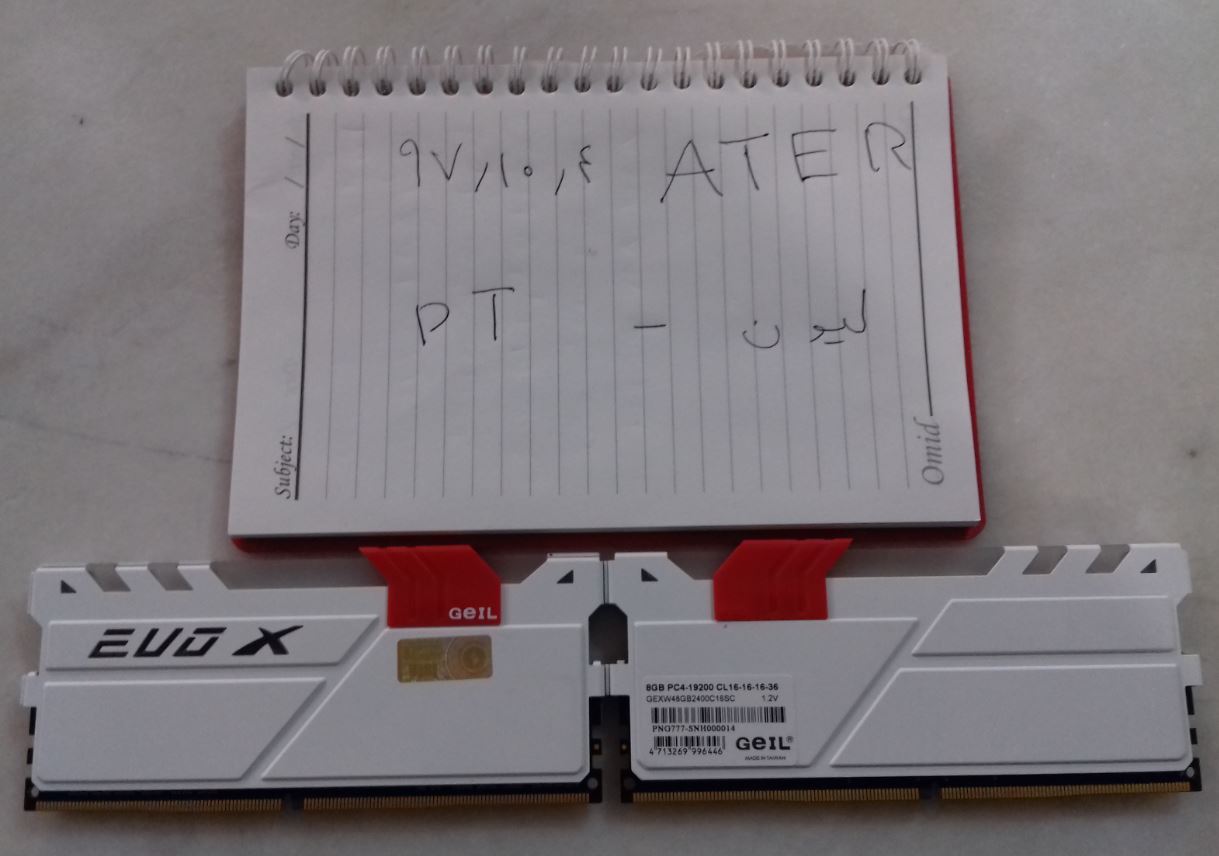 ۹۷٫۱۰٫۴ ATER
PT - لیون
Day: / /
Subject:
Omid
GeIL
EVO X
8GB PC4-19200 CL16-16-16-36
GEXW48GB2400C16SC 1.2V
PNG777-SNH000014
4 713269 996446
GeIL®
MADE IN TAIWAN